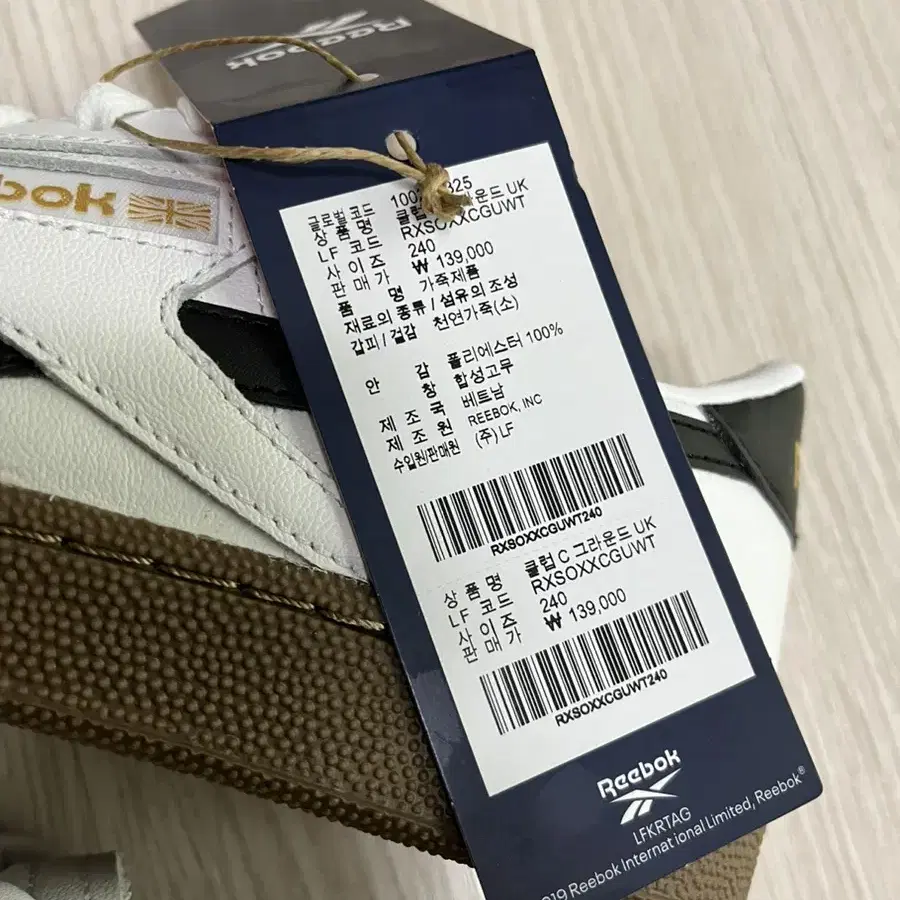 Reebok
bok
글로벌 코드 325
상 품 명 클럽 운드 UK
LF 코드 RXSOXXCGUWT
사 이 즈 240
판 매 가 ₩ 139,000
품 명 가죽제품
재료의 종류 / 섬유의 조성
갑피 / 겉감 천연가죽(소)
안 감 폴리에스터 100%
창 합성고무
제 조 국 베트남
제 조 원 REEBOK, INC
수입원/판매원 (주) LF
RXSOXXCGUWT240
상 품 명 클럽 C 그라운드 UK
LF 코드 RXSOXXCGUWT
사 이 즈 240
판 매 가 ₩ 139,000
RXSOXXCGUWT240
Reebok
LFKRTAG
019 Reebok International Limited, Reebok®